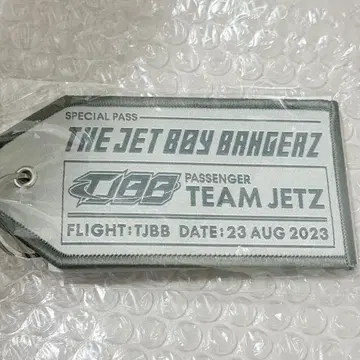 SPECIAL PASS
THE JET BOY BANGERZ
TJBB
PASSENGER
TEAM JETZ
FLIGHT:TJBB DATE:23 AUG 2023